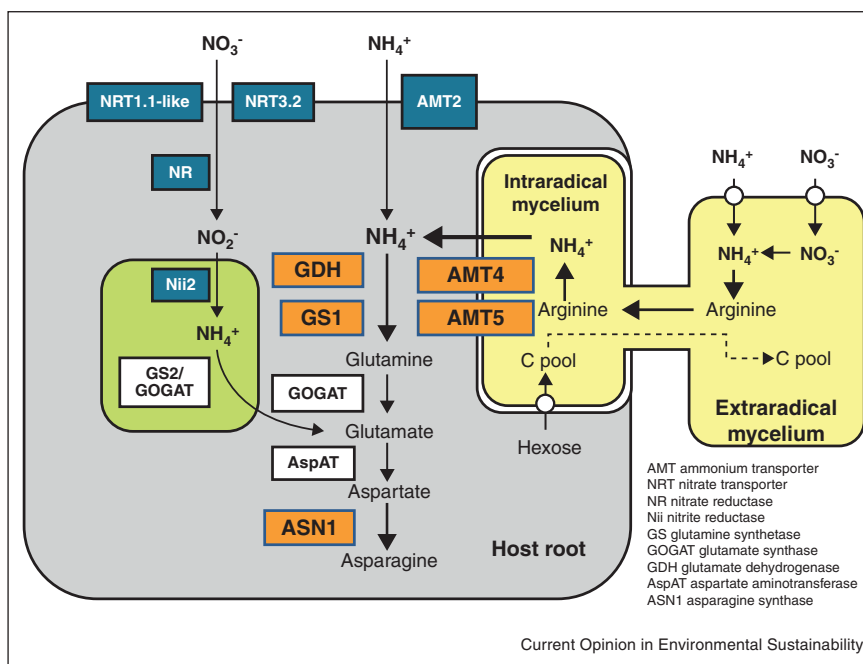 NO₃⁻
NH₄⁺
NRT1.1-like
NRT3.2
AMT2
NR
NO₂⁻
Nii2
NH₄⁺
GS2/
GOGAT
NH₄⁺
GDH
GS1
Glutamine
GOGAT
Glutamate
AspAT
Aspartate
ASN1
Asparagine
Host root
Intraradical
mycelium
NH₄⁺
AMT4
AMT5
Arginine
C pool
Hexose
NH₄⁺
NO₃⁻
NH₄⁺
NO₃⁻
Arginine
C pool
Extraradical
mycelium
AMT ammonium transporter
NRT nitrate transporter
NR nitrate reductase
Nii nitrite reductase
GS glutamine synthetase
GOGAT glutamate synthase
GDH glutamate dehydrogenase
AspAT aspartate aminotransferase
ASN1 asparagine synthase
Current Opinion in Environmental Sustainability